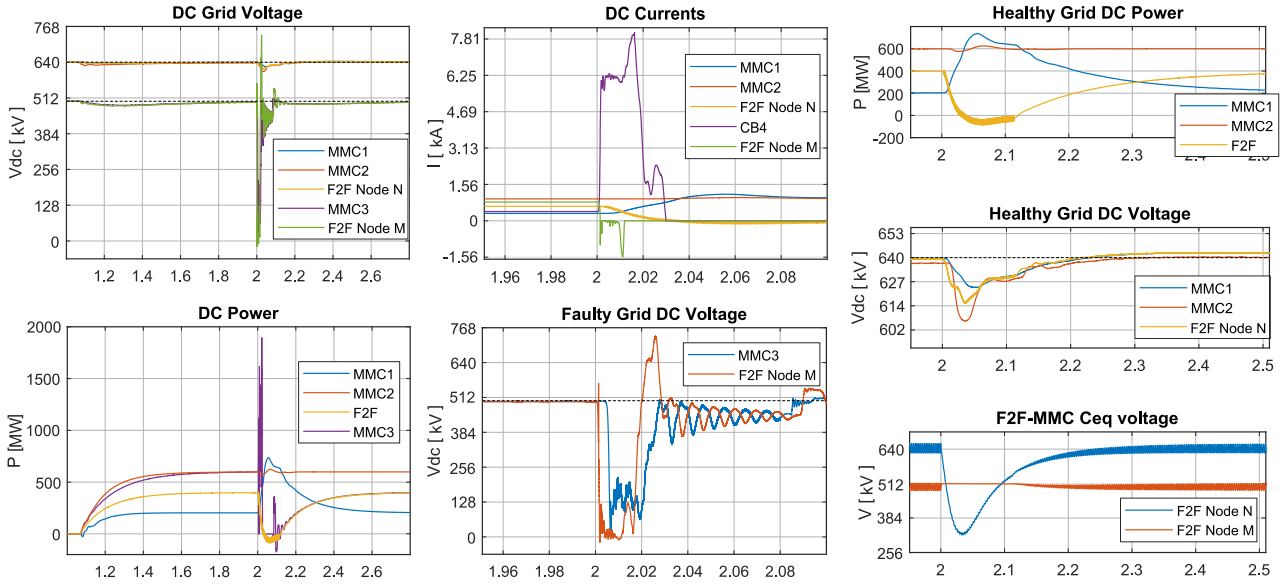 DC Grid Voltage
768
640
512
384
256
128
0
Vdc [ kV]
MMC1
MMC2
F2F Node N
MMC3
F2F Node M
1.2 1.4 1.6 1.8 2 2.2 2.4 2.6
DC Currents
7.81
6.25
4.69
3.13
1.56
0
-1.56
I [ kA]
MMC1
MMC2
F2F Node N
CB4
F2F Node M
1.96 1.98 2 2.02 2.04 2.06 2.08
Healthy Grid DC Power
600
400
200
0
-200
P [MW]
MMC1
MMC2
F2F
2 2.1 2.2 2.3 2.4 2.5
Healthy Grid DC Voltage
653
640
627
614
602
Vdc [ kV]
MMC1
MMC2
F2F Node N
2 2.1 2.2 2.3 2.4 2.5
DC Power
2000
1500
1000
500
0
P [MW]
MMC1
MMC2
F2F
MMC3
1.2 1.4 1.6 1.8 2 2.2 2.4 2.6
Faulty Grid DC Voltage
768
640
512
384
256
128
0
Vdc [ kV]
MMC3
F2F Node M
1.96 1.98 2 2.02 2.04 2.06 2.08
F2F-MMC Ceq voltage
640
512
384
256
V [ kV]
F2F Node N
F2F Node M
2 2.1 2.2 2.3 2.4 2.5